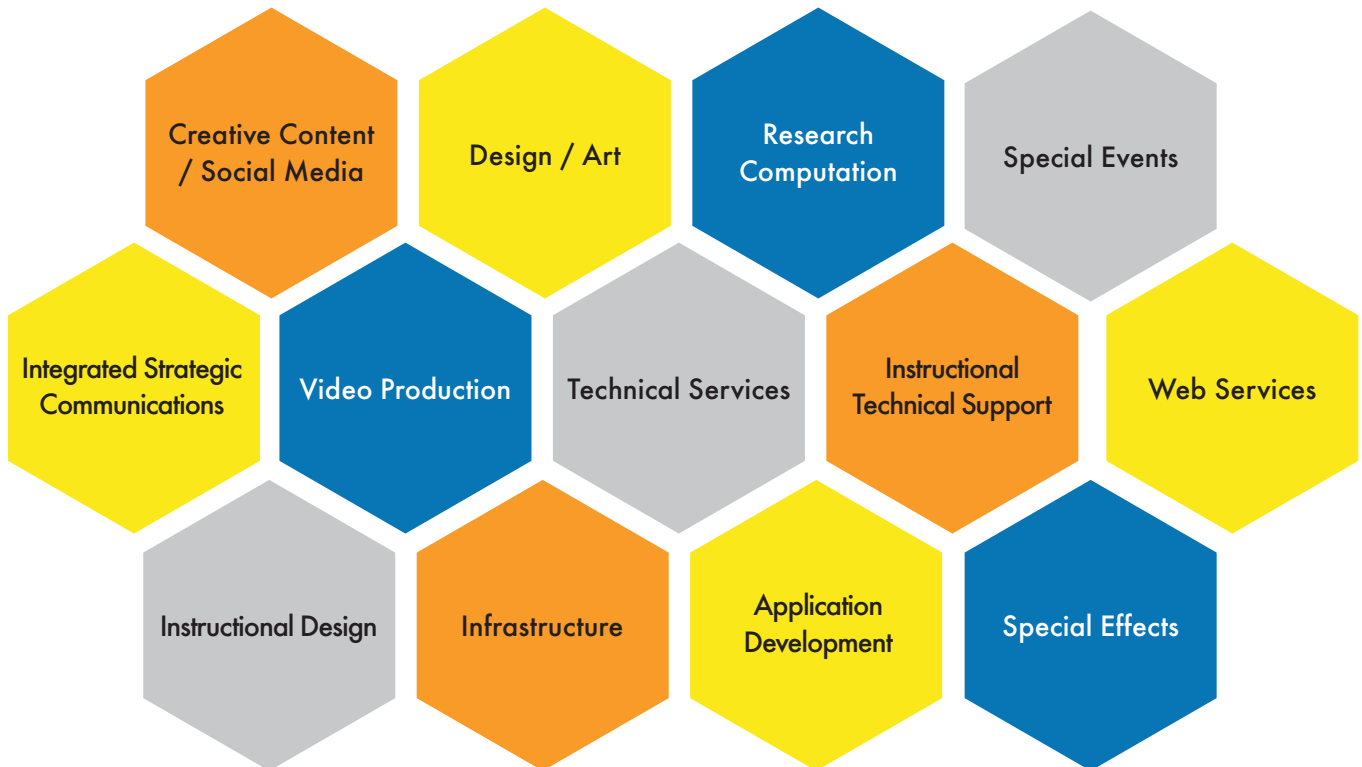 Creative Content
/ Social Media
Design / Art
Research
Computation
Special Events
Integrated Strategic
Communications
Video Production
Technical Services
Instructional
Technical Support
Web Services
Instructional Design
Infrastructure
Application
Development
Special Effects